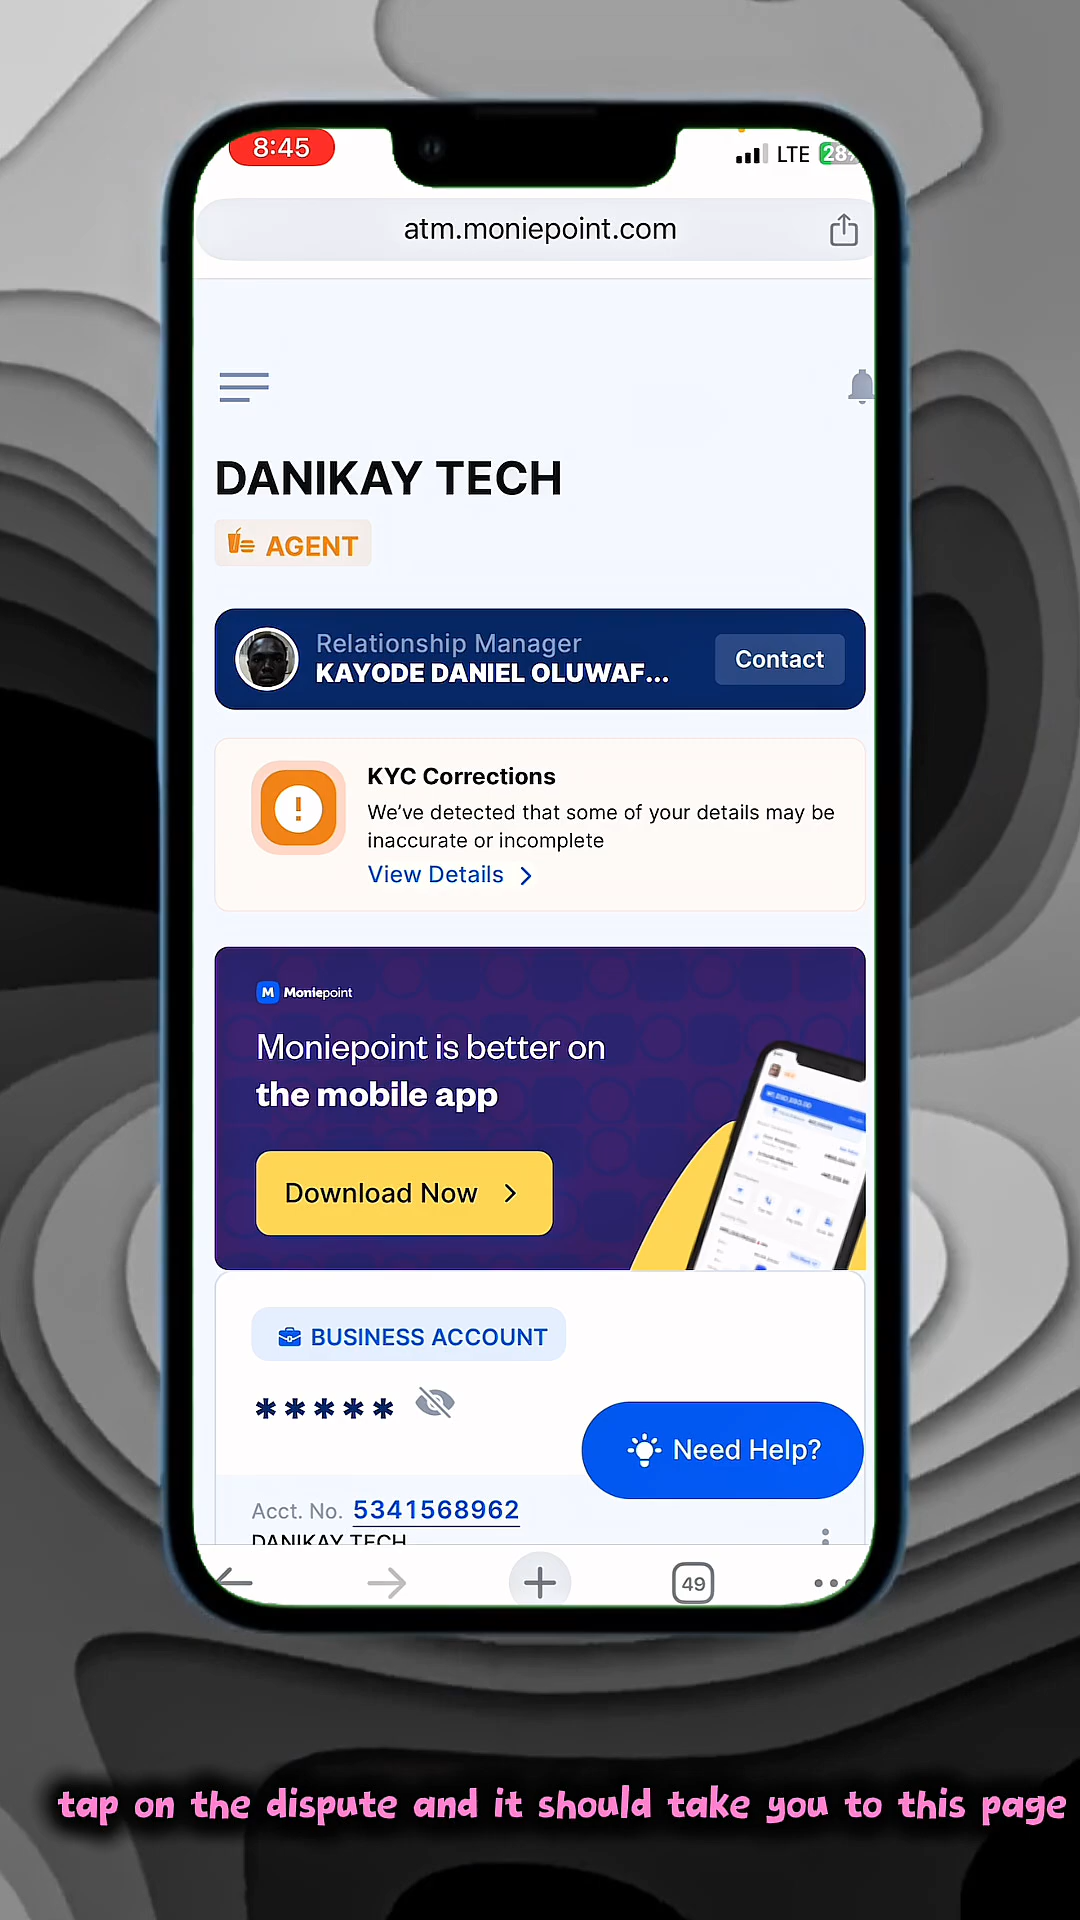 8:45
LTE
28%
atm.moniepoint.com
DANIKAY TECH
AGENT
Relationship Manager
KAYODE DANIEL OLUWAF...
Contact
KYC Corrections
We've detected that some of your details may be
inaccurate or incomplete
View Details
M Moniepoint
Moniepoint is better on
the mobile app
Download Now
BUSINESS ACCOUNT
*****
Need Help?
Acct. No. 5341568962
DANIKAY TECH
49
tap on the dispute and it should take you to this page